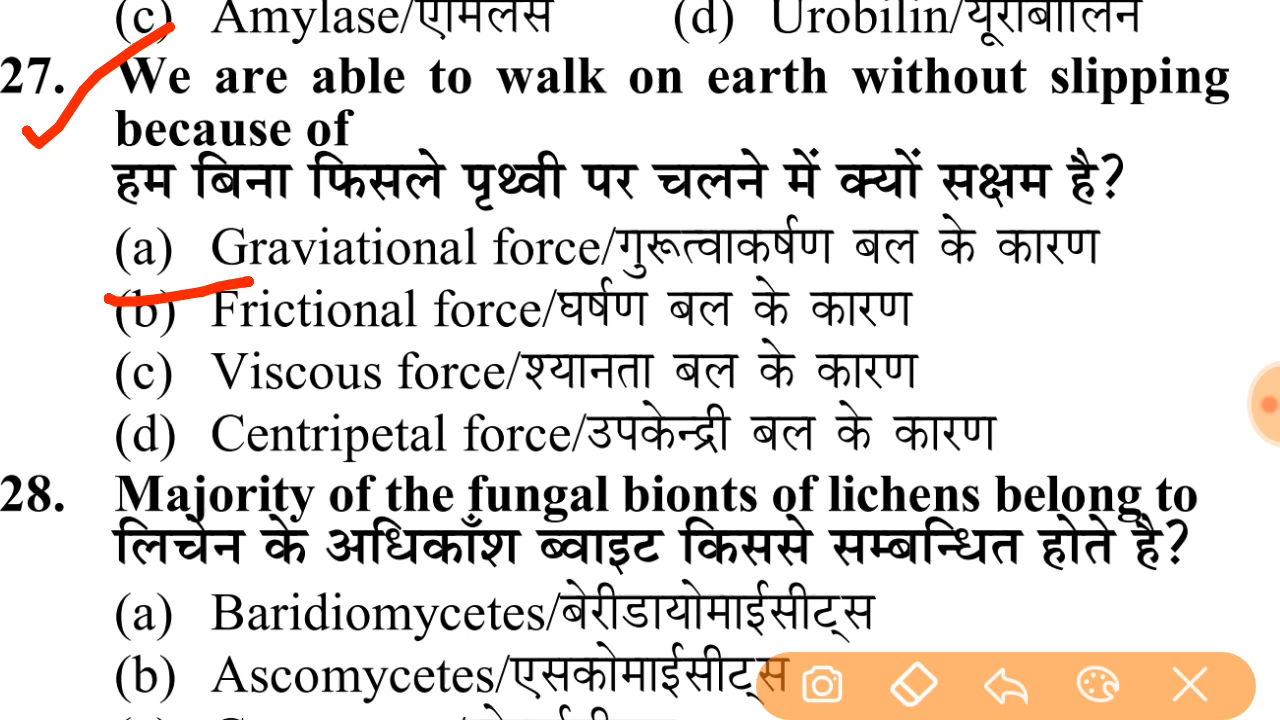 (c) Amylase/एमिलेस (d) Urobilin/यूरोबिलिन
27. We are able to walk on earth without slipping
because of
हम बिना फिसले पृथ्वी पर चलने में क्यों सक्षम है?
(a) Graviational force/गुरूत्वाकर्षण बल के कारण
(b) Frictional force/घर्षण बल के कारण
(c) Viscous force/श्यानता बल के कारण
(d) Centripetal force/उपकेन्द्री बल के कारण
28. Majority of the fungal bionts of lichens belong to
लिचेन के अधिकाँश ब्वाइट किससे सम्बन्धित होते है?
(a) Baridiomycetes/बेरीडायोमाईसीट्स
(b) Ascomycetes/एसकोमाईसीट्स